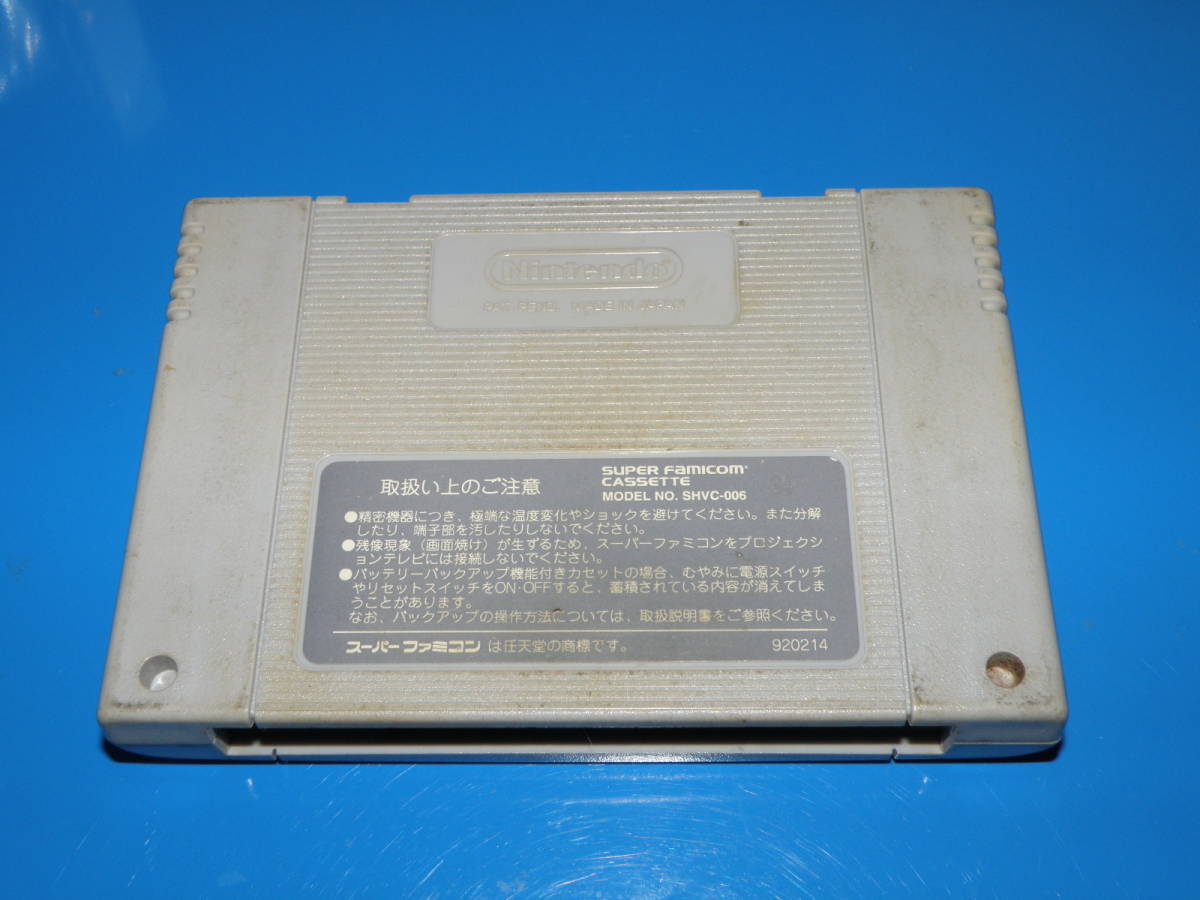 Nintendo
PAT. PEND. MADE IN JAPAN
取扱い上のご注意
SUPER FAMICOM
CASSETTE
MODEL NO. SHVC-006
●精密機器につき、極端な温度変化やショックを避けてください。また分解
したり、端子部を汚したりしないでください。
●残像現象（画面焼け）が生ずるため、スーパーファミコンをプロジェクシ
ョンテレビには接続しないでください。
●バッテリーバックアップ機能付きカセットの場合、むやみに電源スイッチ
やリセットスイッチをON・OFFすると、蓄積されている内容が消えてしま
うことがあります。
なお、バックアップの操作方法については、取扱説明書をご参照ください。
スーパーファミコン は任天堂の商標です。
920214